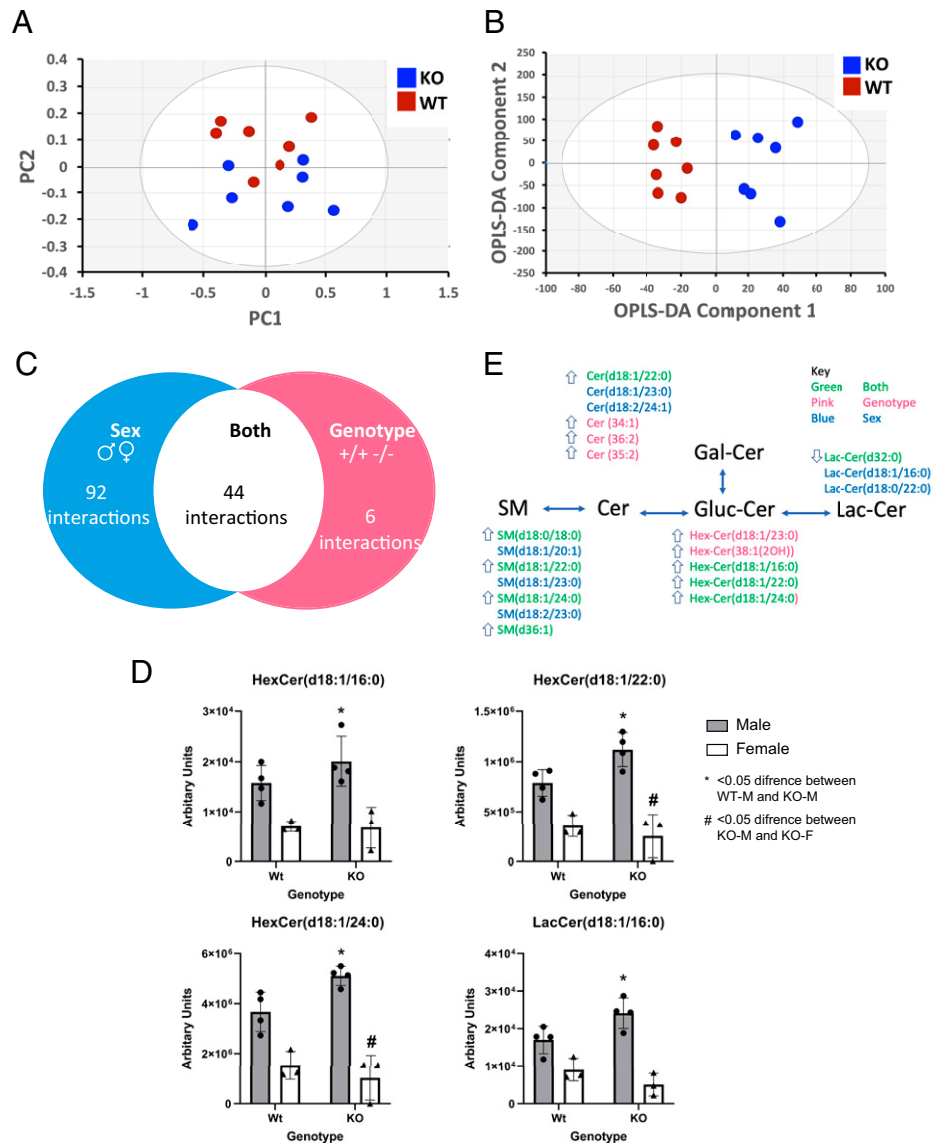 A
0.4
0.3
0.2
0.1
0
-0.1
-0.2
-0.3
-0.4
PC2
-1.5
-1
-0.5
0
0.5
1
1.5
PC1
KO
WT
B
250
200
150
100
50
0
-50
-100
-150
-200
-250
OPLS-DA Component 2
-100
-80
-60
-40
-20
0
20
40
60
80
100
OPLS-DA Component 1
KO
WT
C
Sex
♂♀
92
interactions
Both
44
interactions
Genotype
+/+ -/-
6
interactions
E
Cer(d18:1/22:0)
Cer(d18:1/23:0)
Cer(d18:2/24:1)
Cer (34:1)
Cer (36:2)
Cer (35:2)
Key
Green Both
Pink Genotype
Blue Sex
Gal-Cer
Lac-Cer(d32:0)
Lac-Cer(d18:1/16:0)
Lac-Cer(d18:0/22:0)
SM Cer Gluc-Cer Lac-Cer
SM(d18:0/18:0)
SM(d18:1/20:1)
SM(d18:1/22:0)
SM(d18:1/23:0)
SM(d18:1/24:0)
SM(d18:2/23:0)
SM(d36:1)
Hex-Cer(d18:1/23:0)
Hex-Cer(38:1(2OH))
Hex-Cer(d18:1/16:0)
Hex-Cer(d18:1/22:0)
Hex-Cer(d18:1/24:0)
D
HexCer(d18:1/16:0)
3×10⁴
2×10⁴
1×10⁴
0
Arbitary Units
*
Wt KO
Genotype
HexCer(d18:1/22:0)
1.5×10⁶
1×10⁶
5×10⁵
0
Arbitary Units
*
#
Wt KO
Genotype
Male
Female
* <0.05 difrence between
WT-M and KO-M
# <0.05 difrence between
KO-M and KO-F
HexCer(d18:1/24:0)
6×10⁶
4×10⁶
2×10⁶
0
Arbitary Units
*
#
Wt KO
Genotype
LacCer(d18:1/16:0)
4×10⁴
3×10⁴
2×10⁴
1×10⁴
0
Arbitary Units
*
Wt KO
Genotype